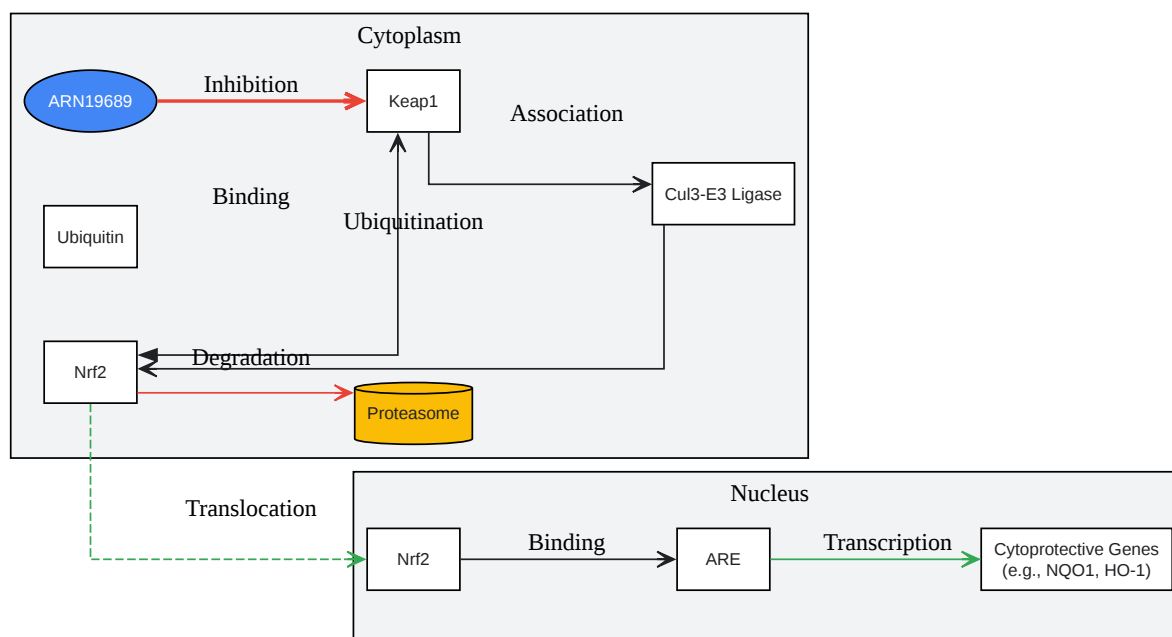 Cytoplasm
Inhibition
ARN19689
Keap1
Association
Cul3-E3 Ligase
Binding
Ubiquitination
Ubiquitin
Degradation
Nrf2
Proteasome
Nucleus
Translocation
Nrf2
Binding
ARE
Transcription
Cytoprotective Genes
(e.g., NQO1, HO-1)